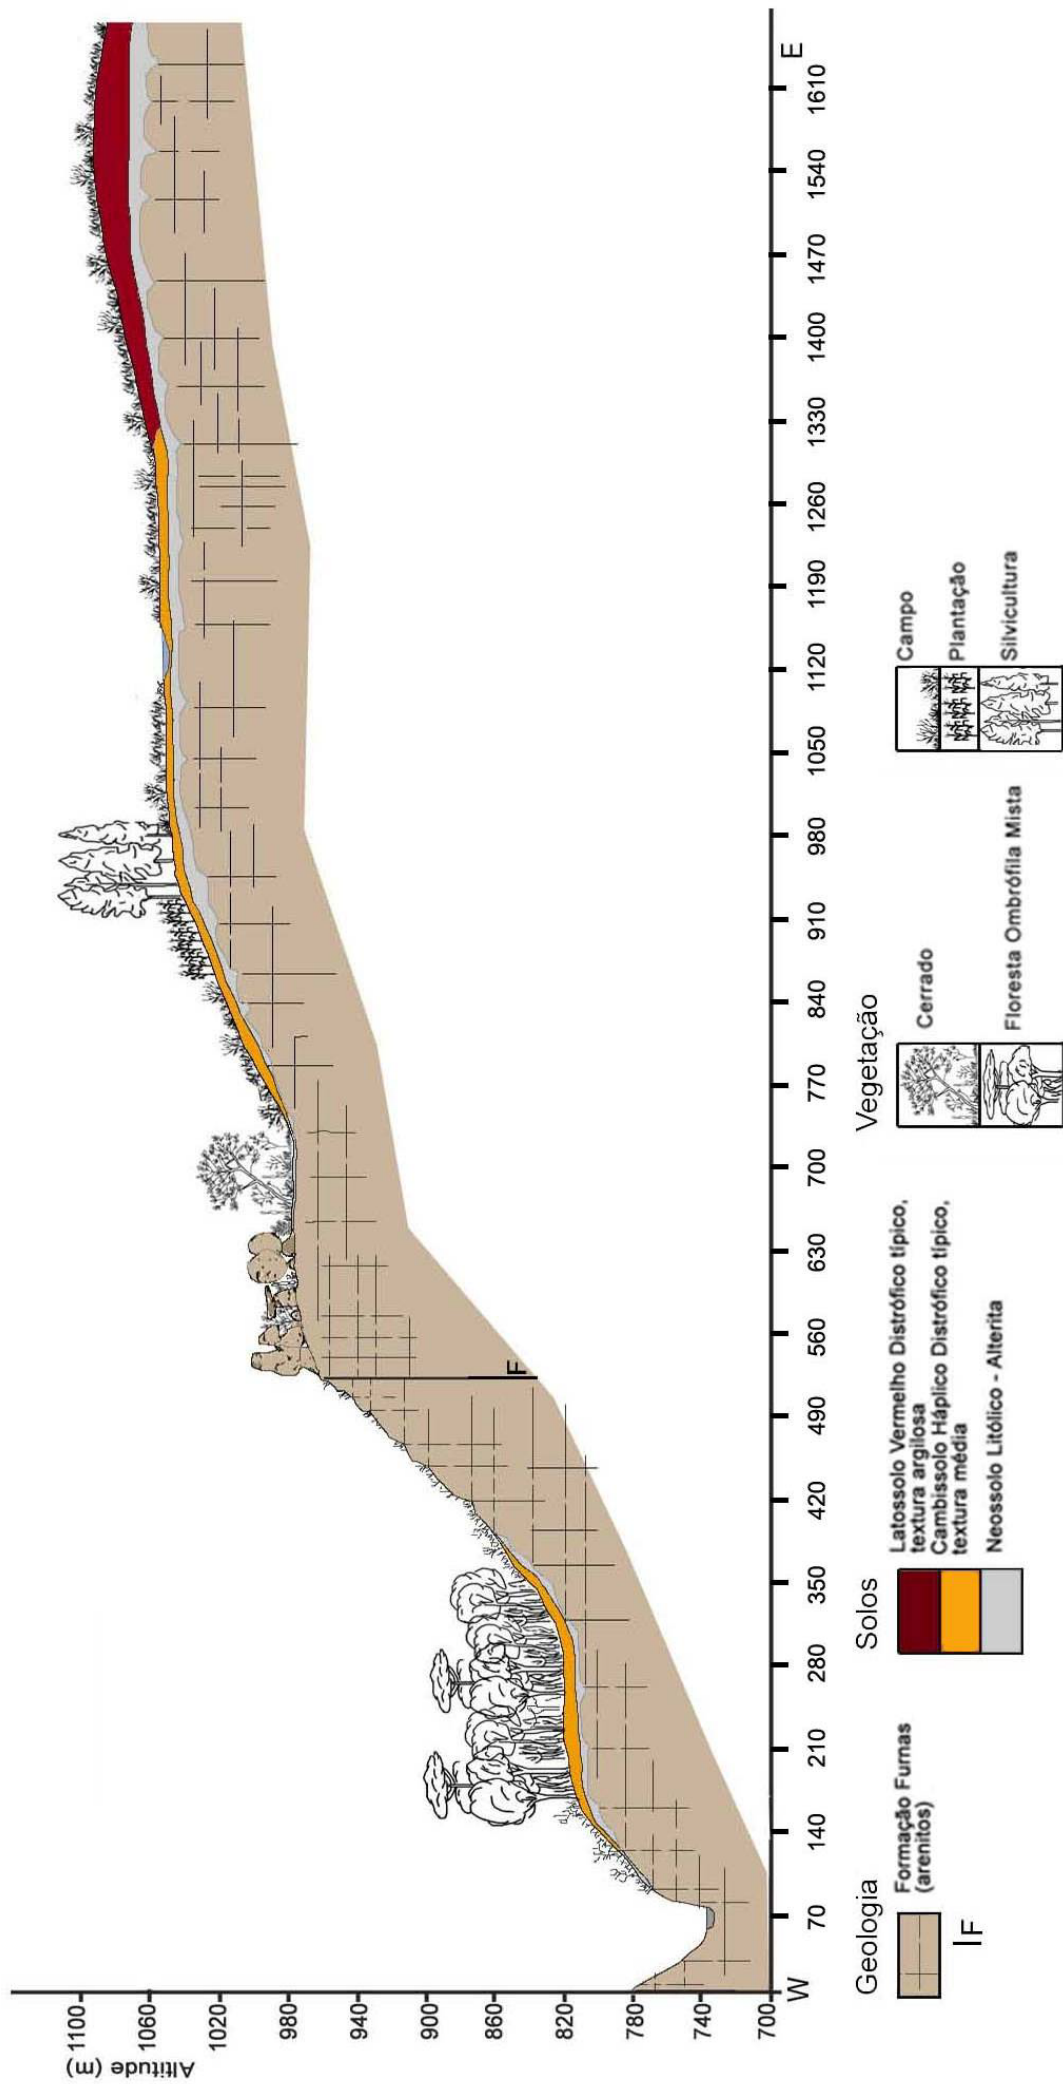 Altitude (m)
1100
1060
1020
980
940
900
860
820
780
740
700
F
W
70
140
210
280
350
420
490
560
630
700
770
840
910
980
1050
1120
1190
1260
1330
1400
1470
1540
1610
E
Geologia
Formação Furnas
(arenitos)
F
Solos
Latossolo Vermelho Distrófico típico,
textura argilosa
Cambissolo Háplico Distrófico típico,
textura média
Neossolo Litólico - Alterita
Vegetação
Cerrado
Floresta Ombrófila Mista
Campo
Plantação
Silvicultura